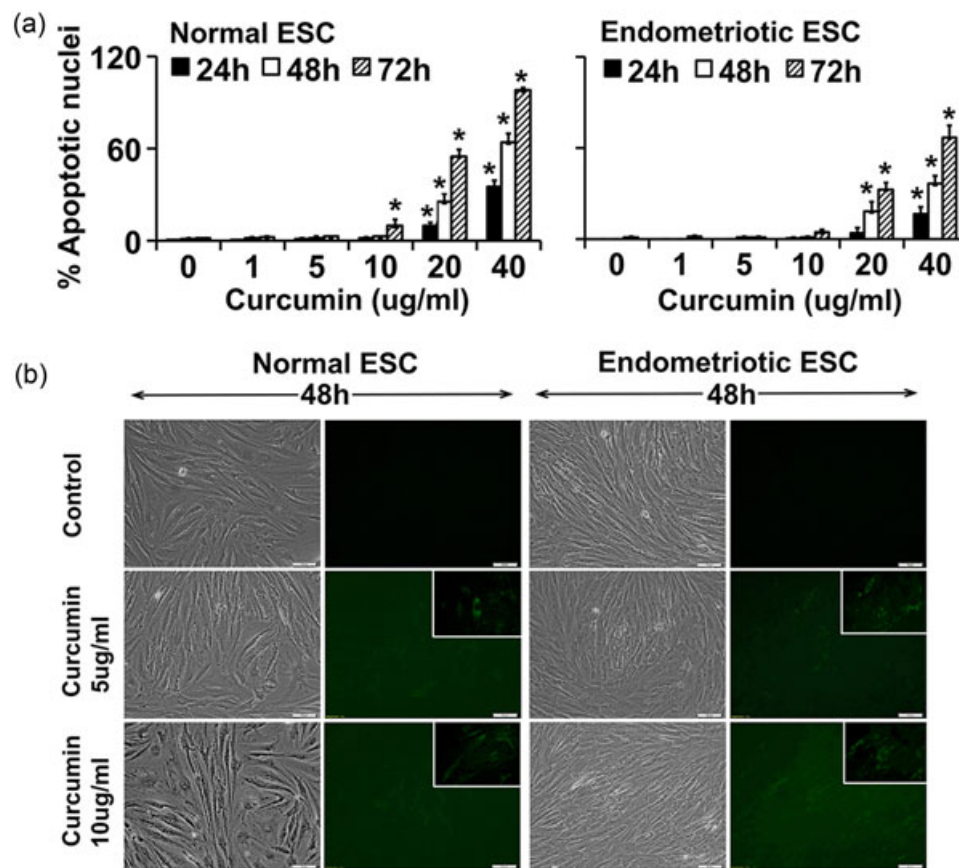 (a)
Normal ESC
24h 48h 72h
Endometriotic ESC
24h 48h 72h
% Apoptotic nuclei
120
60
0
* * * * * * *
* * * * *
0 1 5 10 20 40
0 1 5 10 20 40
Curcumin (ug/ml)
Curcumin (ug/ml)
(b)
Normal ESC
Endometriotic ESC
48h
48h
Control
Curcumin
5ug/ml
Curcumin
10ug/ml